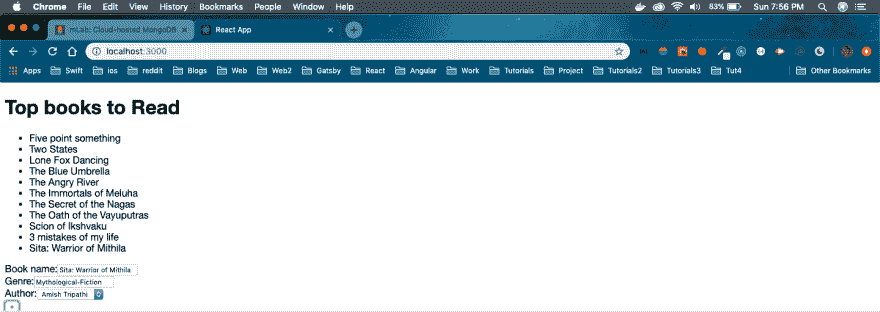 Chrome File Edit View History Bookmarks People Window Help 83% Sun 7:56 PM
mLab: Cloud-hosted MongoDB React App
localhost:3000
Apps Swift ios reddit Blogs Web Web2 Gatsby React Angular Work Tutorials Project Tutorials2 Tutorials3 Tut4 Other Bookmarks
Top books to Read
• Five point something
• Two States
• Lone Fox Dancing
• The Blue Umbrella
• The Angry River
• The Immortals of Meluha
• The Secret of the Nagas
• The Oath of the Vayuputras
• Scion of Ikshvaku
• 3 mistakes of my life
• Sita: Warrior of Mithila
Book name: Sita: Warrior of Mithila
Genre: Mythological-Fiction
Author: Amish Tripathi
+